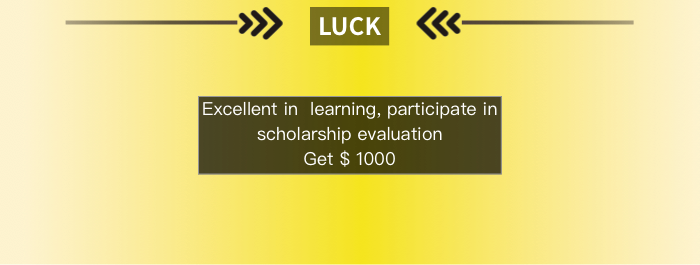 LUCK
Excellent in  learning, participate in
scholarship evaluation
Get $ 1000